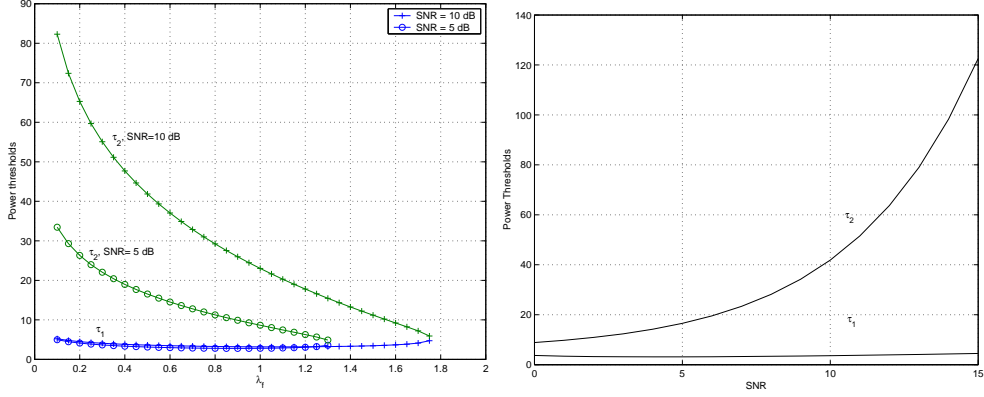 90
80
70
60
50
40
30
20
10
0
Power thresholds
SNR = 10 dB
SNR = 5 dB
τ2, SNR=10 dB
τ2, SNR= 5 dB
τ1
0 0.2 0.4 0.6 0.8 1 1.2 1.4 1.6 1.8 2
λf
140
120
100
80
60
40
20
0
Power Thresholds
τ2
τ1
0 5 10 15
SNR